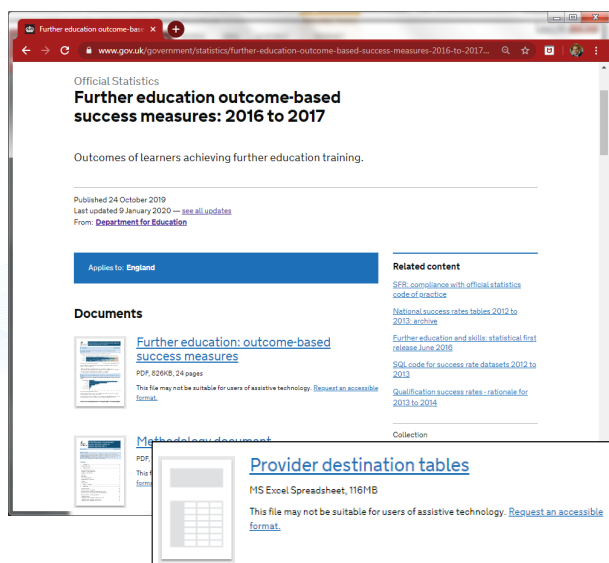 Further education outcome-base
www.gov.uk/government/statistics/further-education-outcome-based-success-measures-2016-to-2017...
Official Statistics
Further education outcome-based
success measures: 2016 to 2017
Outcomes of learners achieving further education training.
Published 24 October 2019
Last updated 9 January 2020 — see all updates
From: Department for Education
Applies to: England
Documents
Further education: outcome-based
success measures
PDF, 826KB, 24 pages
This file may not be suitable for users of assistive technology. Request an accessible
format.
Methodology document
PDF,
This f
forma
Related content
SFR: compliance with official statistics
code of practice
National success rates tables 2012 to
2013: archive
Further education and skills: statistical first
release June 2016
SQL code for success rate datasets 2012 to
2013
Qualification success rates - rationale for
2013 to 2014
Collection
Provider destination tables
MS Excel Spreadsheet, 116MB
This file may not be suitable for users of assistive technology. Request an accessible
format.